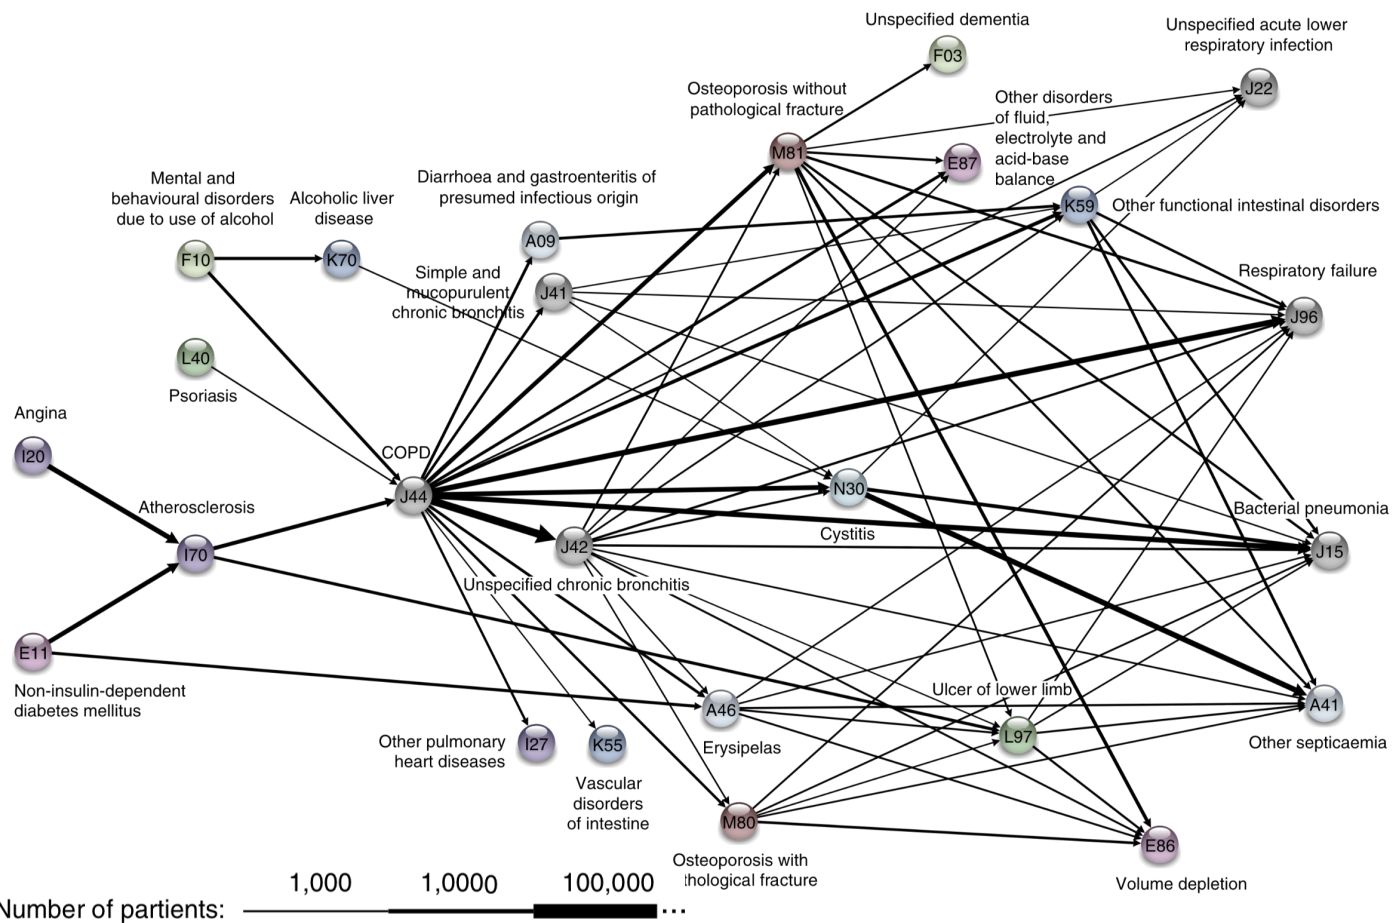 Unspecified dementia
F03
Unspecified acute lower
respiratory infection
J22
Osteoporosis without
pathological fracture
M81
Other disorders
of fluid,
electrolyte and
acid-base
balance
E87
Mental and
behavioural disorders
due to use of alcohol
F10
Alcoholic liver
disease
K70
Diarrhoea and gastroenteritis of
presumed infectious origin
A09
K59
Other functional intestinal disorders
Simple and
mucopurulent
chronic bronchitis
J41
Respiratory failure
J96
L40
Psoriasis
Angina
I20
COPD
J44
Atherosclerosis
I70
N30
Cystitis
Bacterial pneumonia
J15
J42
Unspecified chronic bronchitis
E11
Non-insulin-dependent
diabetes mellitus
A46
Erysipelas
Ulcer of lower limb
L97
A41
Other septicaemia
Other pulmonary
heart diseases
I27
K55
Vascular
disorders
of intestine
M80
Osteoporosis with
thological fracture
E86
Volume depletion
1,000
1,0000
100,000
Number of partients:
...